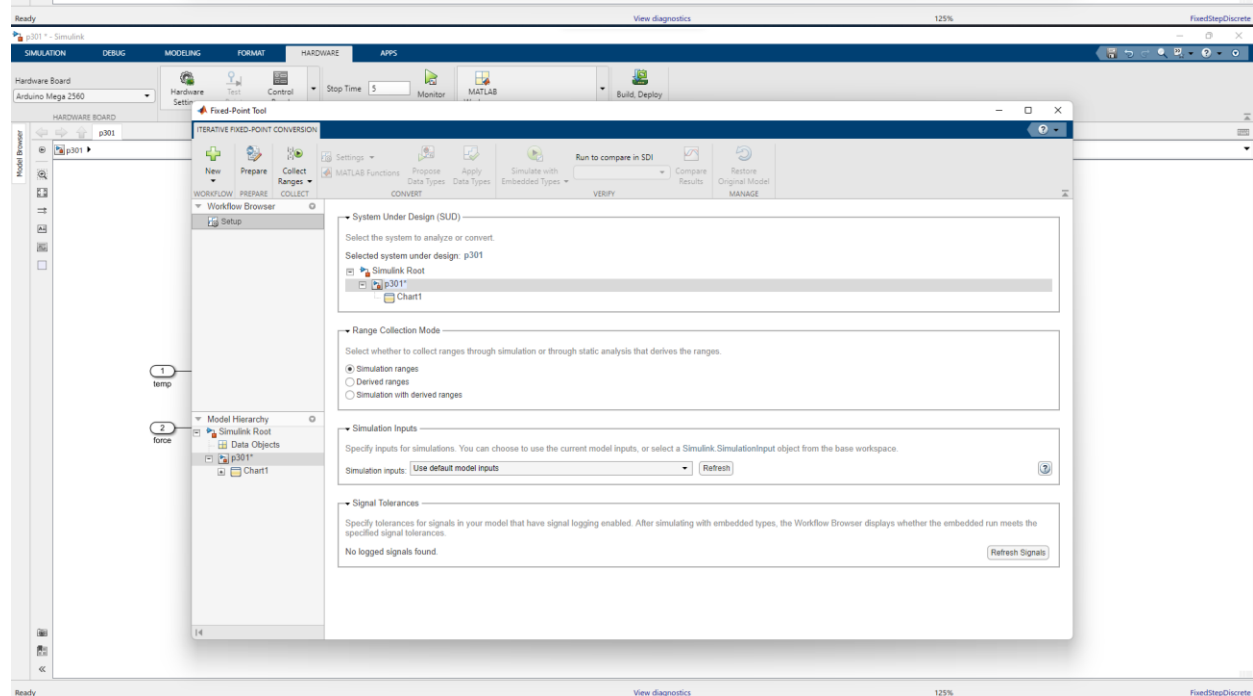 Ready View diagnostics 125% FixedStepDiscrete
p301 * - Simulink
SIMULATION DEBUG MODELING FORMAT HARDWARE APPS
Hardware Board
Arduino Mega 2560
Hardware
Test
Control
Stop Time 5
Monitor
MATLAB
Build, Deploy
HARDWARE BOARD
Fixed-Point Tool
p301
Model Browser
p301
ITERATIVE FIXED-POINT CONVERSION
New
Prepare
Collect
Ranges
Settings
MATLAB Functions
Propose
Data Types
Apply
Data Types
Simulate with
Embedded Types
Run to compare in SDI
Compare
Results
Restore
Original Model
WORKFLOW PREPARE COLLECT CONVERT VERIFY MANAGE
Workflow Browser
Setup
System Under Design (SUD)
Select the system to analyze or convert.
Selected system under design: p301
Simulink Root
p301*
Chart1
Range Collection Mode
Select whether to collect ranges through simulation or through static analysis that derives the ranges.
Simulation ranges
Derived ranges
Simulation with derived ranges
1
temp
2
force
Model Hierarchy
Simulink Root
Data Objects
p301*
Chart1
Simulation Inputs
Specify inputs for simulations. You can choose to use the current model inputs, or select a Simulink.SimulationInput object from the base workspace.
Simulation inputs: Use default model inputs Refresh
Signal Tolerances
Specify tolerances for signals in your model that have signal logging enabled. After simulating with embedded types, the Workflow Browser displays whether the embedded run meets the
specified signal tolerances.
No logged signals found. Refresh Signals
Ready View diagnostics 125% FixedStepDiscrete